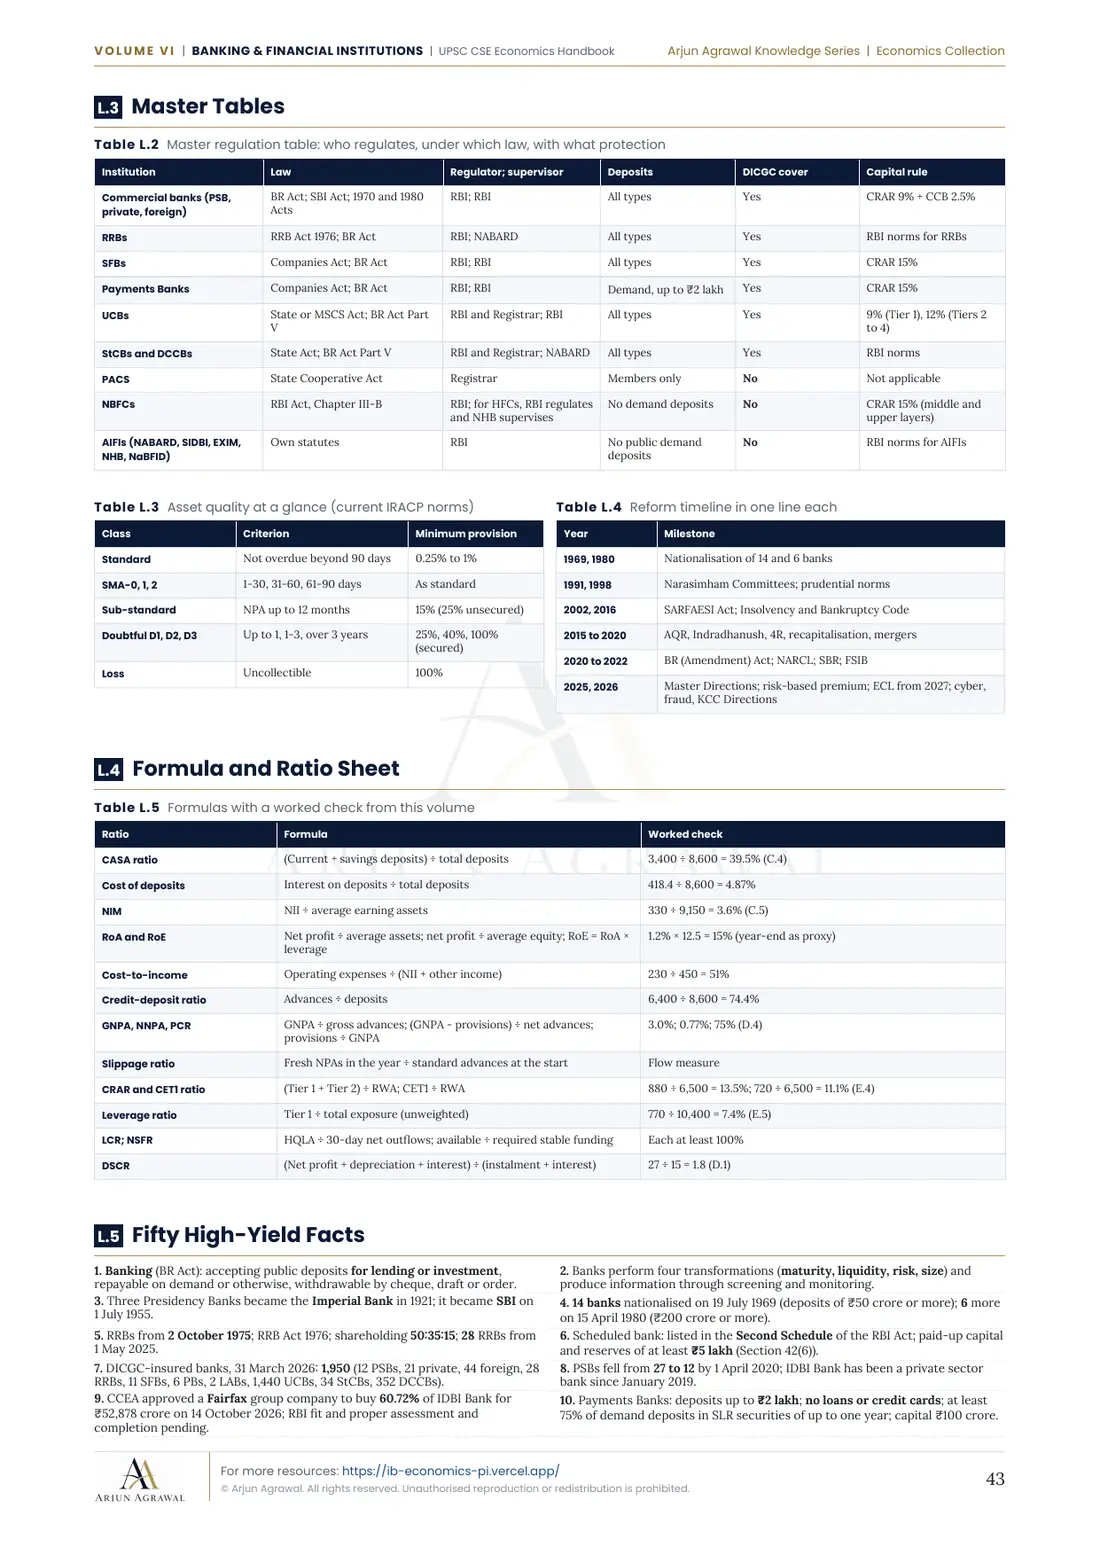 VOLUME VI | BANKING & FINANCIAL INSTITUTIONS | UPSC CSE Economics Handbook
Arjun Agrawal Knowledge Series | Economics Collection
L.3 Master Tables
Table L.2 Master regulation table: who regulates, under which law, with what protection
Institution Law Regulator; supervisor Deposits DICGC cover Capital rule
Commercial banks (PSB, private, foreign) BR Act; SBI Act; 1970 and 1980 Acts RBI; RBI All types Yes CRAR 9% + CCB 2.5%
RRBs RRB Act 1976; BR Act RBI; NABARD All types Yes RBI norms for RRBs
SFBs Companies Act; BR Act RBI; RBI All types Yes CRAR 15%
Payments Banks Companies Act; BR Act RBI; RBI Demand, up to ₹2 lakh Yes CRAR 15%
UCBs State or MSCS Act; BR Act Part V RBI and Registrar; RBI All types Yes 9% (Tier 1), 12% (Tiers 2 to 4)
StCBs and DCCBs State Act; BR Act Part V RBI and Registrar; NABARD All types Yes RBI norms
PACS State Cooperative Act Registrar Members only No Not applicable
NBFCs RBI Act, Chapter III-B RBI; for HFCs, RBI regulates and NHB supervises No demand deposits No CRAR 15% (middle and upper layers)
AIFIs (NABARD, SIDBI, EXIM, NHB, NaBFID) Own statutes RBI No public demand deposits No RBI norms for AIFIs
Table L.3 Asset quality at a glance (current IRACP norms)
Class Criterion Minimum provision
Standard Not overdue beyond 90 days 0.25% to 1%
SMA-0, 1, 2 1-30, 31-60, 61-90 days As standard
Sub-standard NPA up to 12 months 15% (25% unsecured)
Doubtful D1, D2, D3 Up to 1, 1-3, over 3 years 25%, 40%, 100% (secured)
Loss Uncollectible 100%
Table L.4 Reform timeline in one line each
Year Milestone
1969, 1980 Nationalisation of 14 and 6 banks
1991, 1998 Narasimham Committees; prudential norms
2002, 2016 SARFAESI Act; Insolvency and Bankruptcy Code
2015 to 2020 AQR, Indradhanush, 4R, recapitalisation, mergers
2020 to 2022 BR (Amendment) Act; NARCL; SBR; FSIB
2025, 2026 Master Directions; risk-based premium; ECL from 2027; cyber, fraud, KCC Directions
L.4 Formula and Ratio Sheet
Table L.5 Formulas with a worked check from this volume
Ratio Formula Worked check
CASA ratio (Current + savings deposits) ÷ total deposits 3,400 ÷ 8,600 = 39.5% (C.4)
Cost of deposits Interest on deposits ÷ total deposits 418.4 ÷ 8,600 = 4.87%
NIM NII ÷ average earning assets 330 ÷ 9,150 = 3.6% (C.5)
RoA and RoE Net profit ÷ average assets; net profit ÷ average equity; RoE = RoA × leverage 1.2% × 12.5 = 15% (year-end as proxy)
Cost-to-income Operating expenses ÷ (NII + other income) 230 ÷ 450 = 51%
Credit-deposit ratio Advances ÷ deposits 6,400 ÷ 8,600 = 74.4%
GNPA, NNPA, PCR GNPA ÷ gross advances; (GNPA - provisions) ÷ net advances; provisions ÷ GNPA 3.0%; 0.77%; 75% (D.4)
Slippage ratio Fresh NPAs in the year ÷ standard advances at the start Flow measure
CRAR and CET1 ratio (Tier 1 + Tier 2) ÷ RWA; CET1 ÷ RWA 880 ÷ 6,500 = 13.5%; 720 ÷ 6,500 = 11.1% (E.4)
Leverage ratio Tier 1 ÷ total exposure (unweighted) 770 ÷ 10,400 = 7.4% (E.5)
LCR; NSFR HQLA ÷ 30-day net outflows; available ÷ required stable funding Each at least 100%
DSCR (Net profit + depreciation + interest) ÷ (instalment + interest) 27 ÷ 15 = 1.8 (D.1)
ARJUN AGRAWAL
L.5 Fifty High-Yield Facts
1. Banking (BR Act): accepting public deposits for lending or investment,
repayable on demand or otherwise, withdrawable by cheque, draft or order.
2. Banks perform four transformations (maturity, liquidity, risk, size) and
produce information through screening and monitoring.
3. Three Presidency Banks became the Imperial Bank in 1921; it became SBI on
1 July 1955.
4. 14 banks nationalised on 19 July 1969 (deposits of ₹50 crore or more); 6 more
on 15 April 1980 (₹200 crore or more).
5. RRBs from 2 October 1975; RRB Act 1976; shareholding 50:35:15; 28 RRBs from
1 May 2025.
6. Scheduled bank: listed in the Second Schedule of the RBI Act; paid-up capital
and reserves of at least ₹5 lakh (Section 42(6)).
7. DICGC-insured banks, 31 March 2026: 1,950 (12 PSBs, 21 private, 44 foreign, 28
RRBs, 11 SFBs, 6 PBs, 2 LABs, 1,440 UCBs, 34 StCBs, 352 DCCBs).
8. PSBs fell from 27 to 12 by 1 April 2020; IDBI Bank has been a private sector
bank since January 2019.
9. CCEA approved a Fairfax group company to buy 60.72% of IDBI Bank for
₹52,878 crore on 14 October 2026; RBI fit and proper assessment and
completion pending.
10. Payments Banks: deposits up to ₹2 lakh; no loans or credit cards; at least
75% of demand deposits in SLR securities of up to one year; capital ₹100 crore.
ARJUN AGRAWAL
For more resources: https://ib-economics-pi.vercel.app/
© Arjun Agrawal. All rights reserved. Unauthorised reproduction or redistribution is prohibited.
43